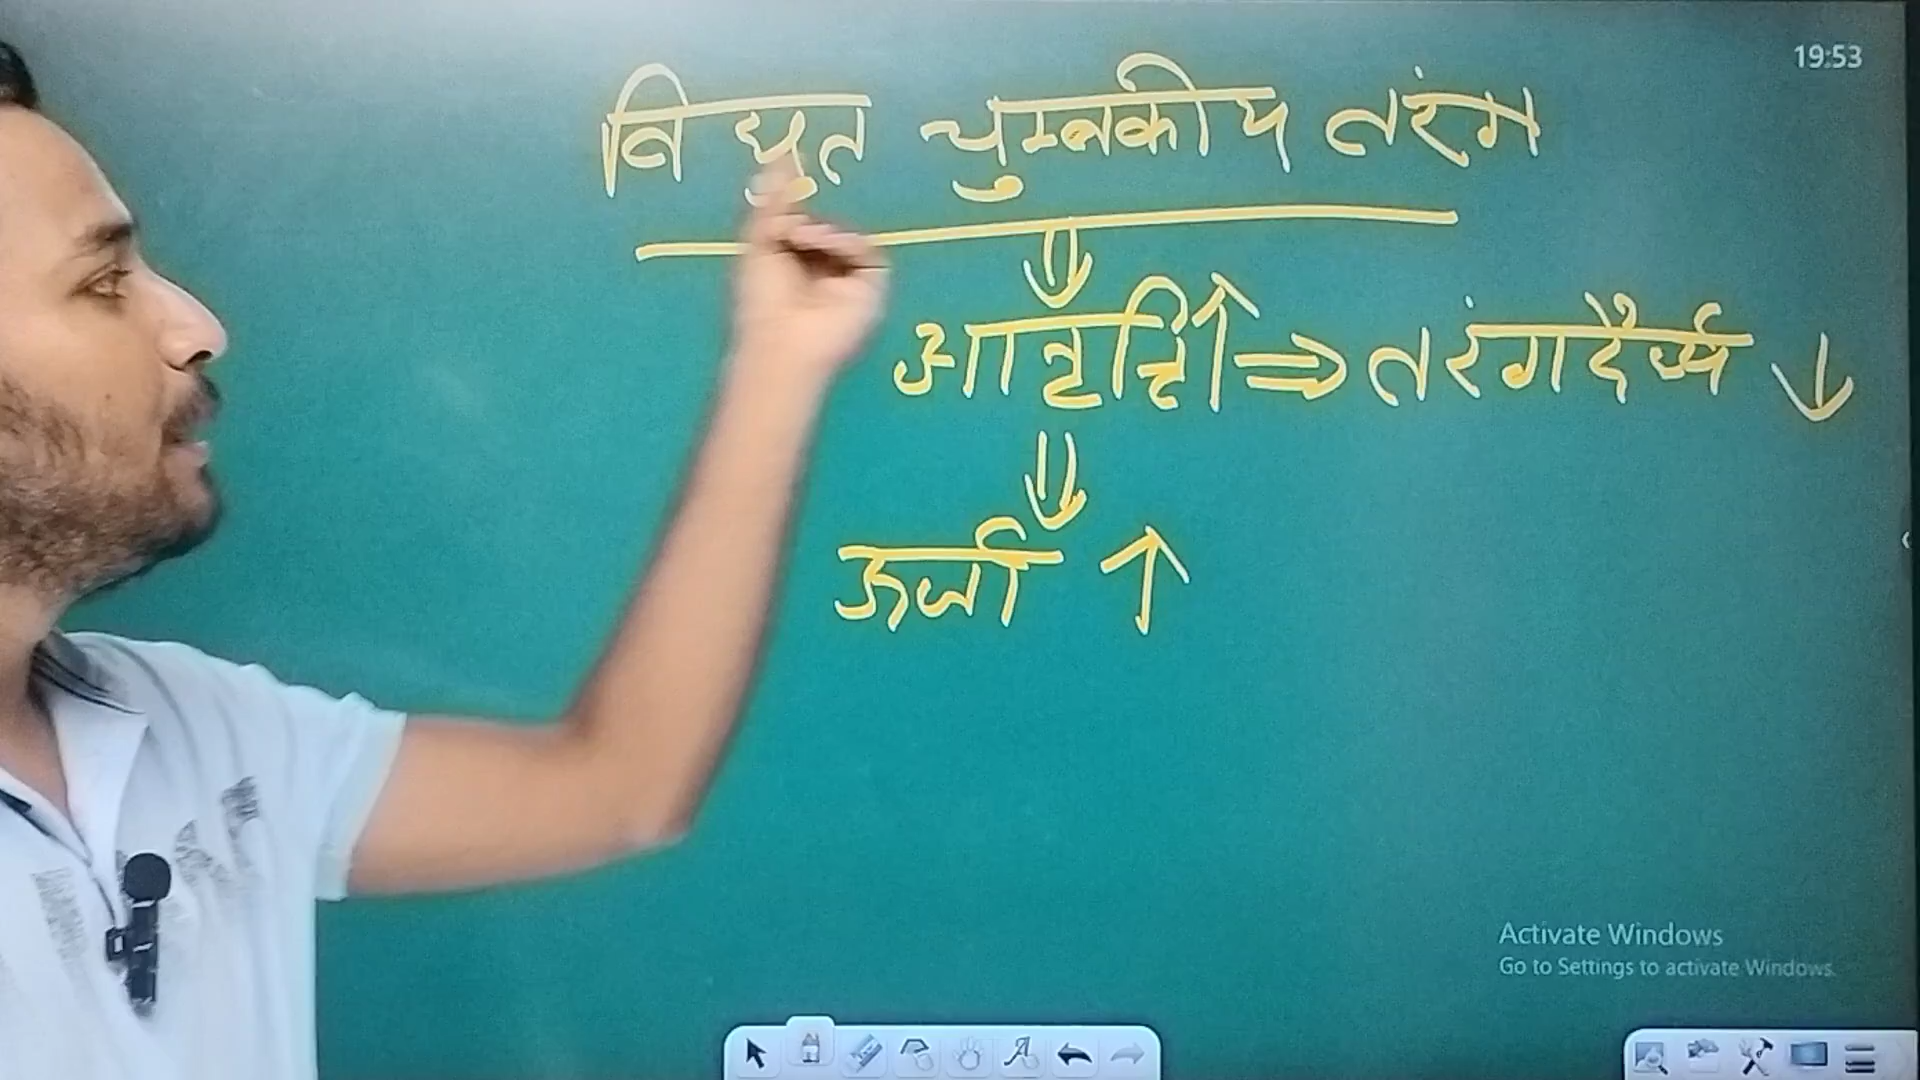 19:53
विद्युत चुम्बकीय तरंग
⇓
आवृत्ति ↑ ⇒ तरंगदैर्ध्य ↓
⇓
ऊर्जा ↑
Activate Windows
Go to Settings to activate Windows.